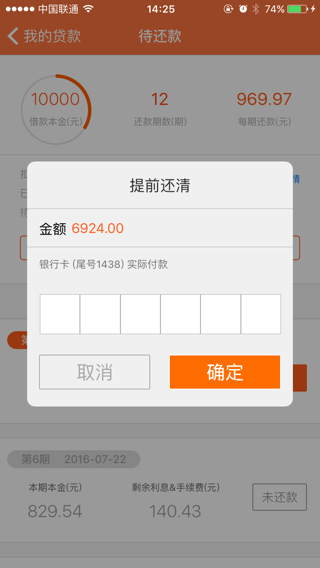 中国联通 14:25 74%
我的贷款 待还款
10000 12 969.97
借款本金(元) 还款期数(期) 每期还款(元)
情
提前还清
金额 6924.00
银行卡 (尾号1438) 实际付款
取消 确定
第6期 2016-07-22
本期本金(元) 剩余利息&手续费(元) 未还款
829.54 140.43